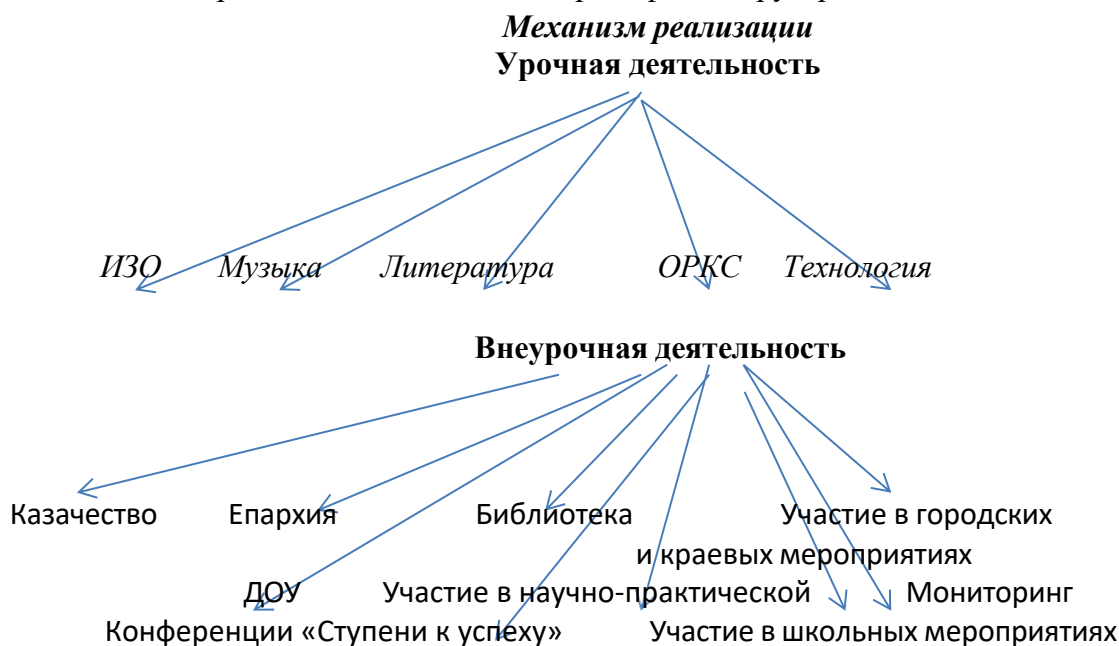 Механизм реализации
Урочная деятельность
ИЗО Музыка Литература ОРКС Технология
Внеурочная деятельность
Казачество Епархия Библиотека Участие в городских
и краевых мероприятиях
ДОУ Участие в научно-практической Мониторинг
Конференции «Ступени к успеху» Участие в школьных мероприятиях